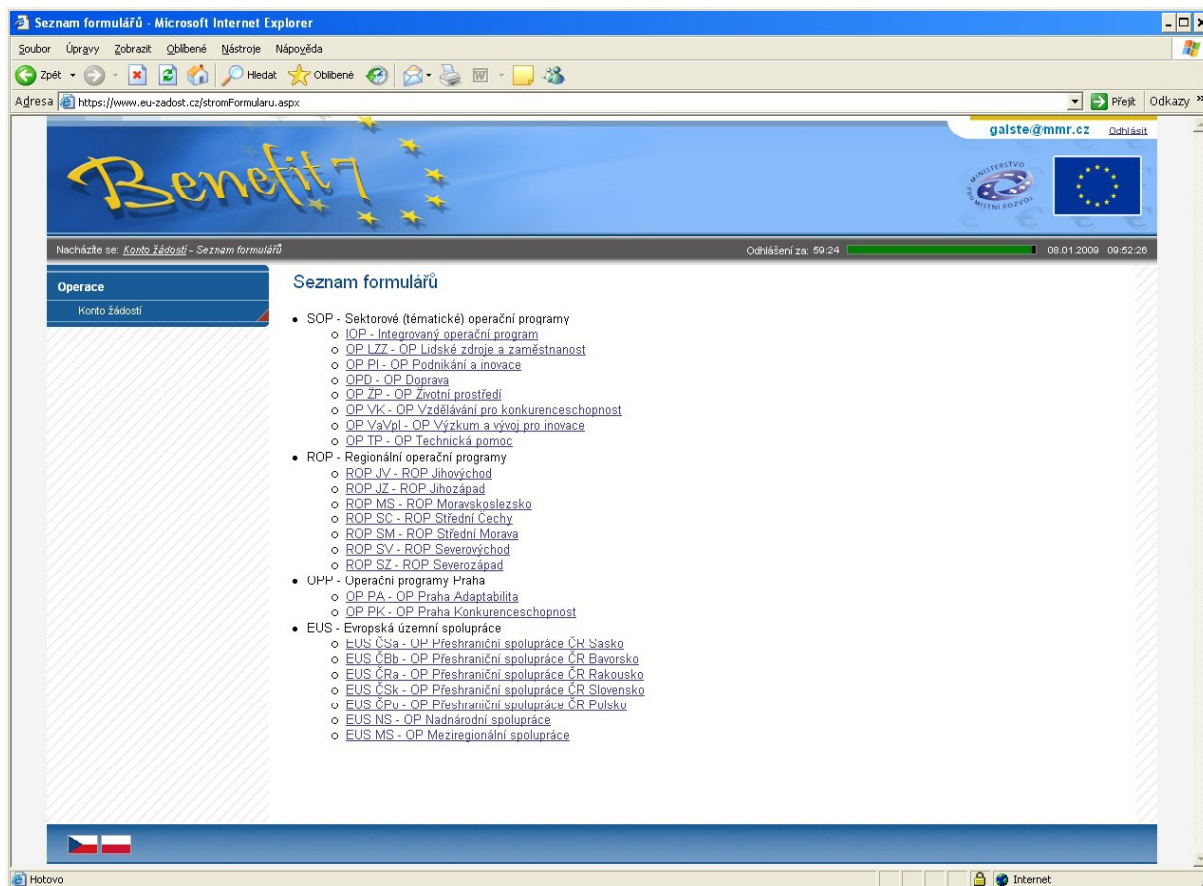 Seznam formulářů - Microsoft Internet Explorer
Soubor Úpravy Zobrazit Oblíbené Nástroje Nápověda
Zpět Hledat Oblíbené
Adresa https://www.eu-zadost.cz/stromFormularu.aspx Přejít Odkazy »
galste@mmr.cz Odhlásit
Benefit7
MINISTERSTVO PRO MÍSTNÍ ROZVOJ
Nacházíte se: Konto žádostí - Seznam formulářů Odhlášení za: 59:24 08.01.2009 09:52:26
Operace
Konto žádostí
Seznam formulářů
• SOP - Sektorové (tématické) operační programy
o IOP - Integrovaný operační program
o OP LZZ - OP Lidské zdroje a zaměstnanost
o OP PI - OP Podnikání a inovace
o OPD - OP Doprava
o OP ŽP - OP Životní prostředí
o OP VK - OP Vzdělávání pro konkurenceschopnost
o OP VaVpI - OP Výzkum a vývoj pro inovace
o OP TP - OP Technická pomoc
• ROP - Regionální operační programy
o ROP JV - ROP Jihovýchod
o ROP JZ - ROP Jihozápad
o ROP MS - ROP Moravskoslezsko
o ROP SC - ROP Střední Čechy
o ROP SM - ROP Střední Morava
o ROP SV - ROP Severovýchod
o ROP SZ - ROP Severozápad
• OPP - Operační programy Praha
o OP PA - OP Praha Adaptabilita
o OP PK - OP Praha Konkurenceschopnost
• EUS - Evropská územní spolupráce
o EUS ČSa - OP Přeshraniční spolupráce ČR Sasko
o EUS ČBb - OP Přeshraniční spolupráce ČR Bavorsko
o EUS ČRa - OP Přeshraniční spolupráce ČR Rakousko
o EUS ČSk - OP Přeshraniční spolupráce ČR Slovensko
o EUS ČPo - OP Přeshraniční spolupráce ČR Polsko
o EUS NS - OP Nadnárodní spolupráce
o EUS MS - OP Meziregionální spolupráce
Hotovo Internet